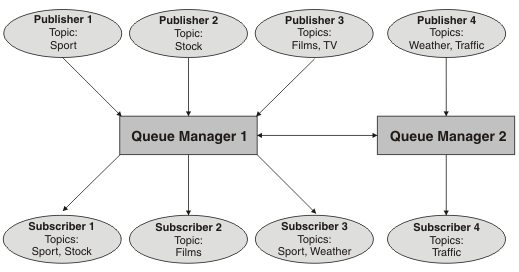 Publisher 1
Topic:
Sport
Publisher 2
Topic:
Stock
Publisher 3
Topics:
Films, TV
Publisher 4
Topics:
Weather, Traffic
Queue Manager 1
Queue Manager 2
Subscriber 1
Topics:
Sport, Stock
Subscriber 2
Topic:
Films
Subscriber 3
Topics:
Sport, Weather
Subscriber 4
Topics:
Traffic